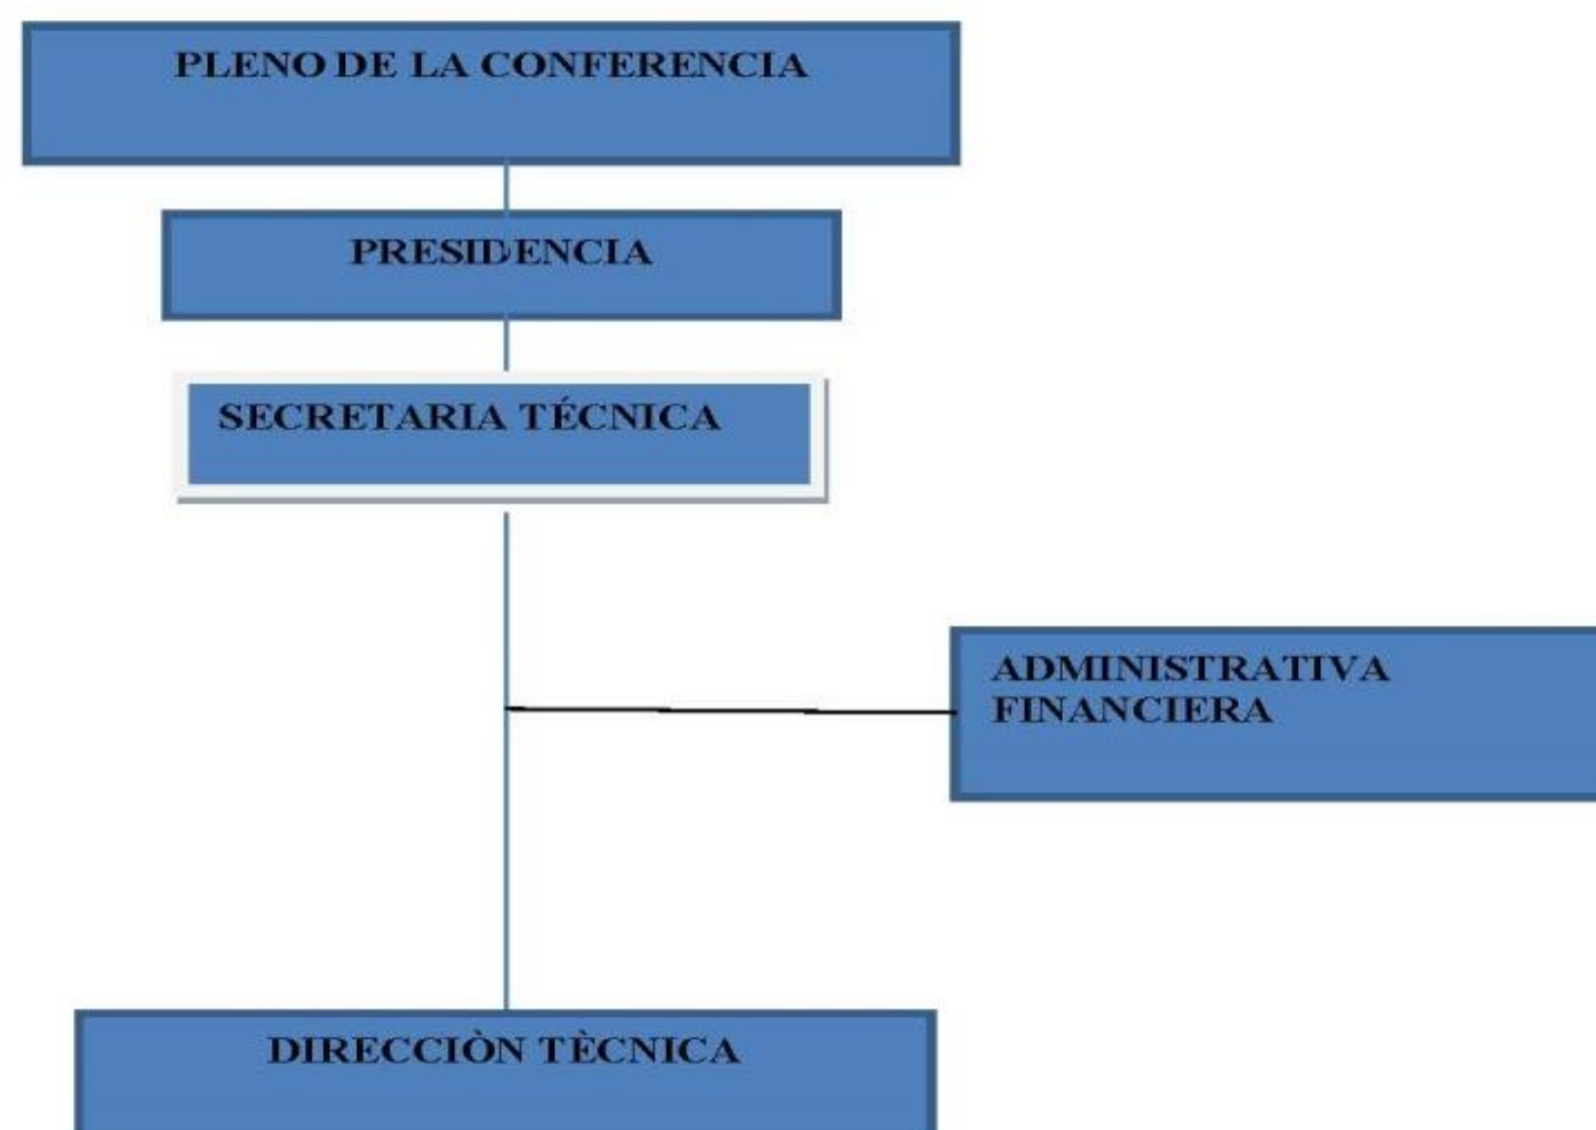 PLENO DE LA CONFERENCIA
PRESIDENCIA
SECRETARIA TÉCNICA
ADMINISTRATIVA
FINANCIERA
DIRECCIÒN TÈCNICA